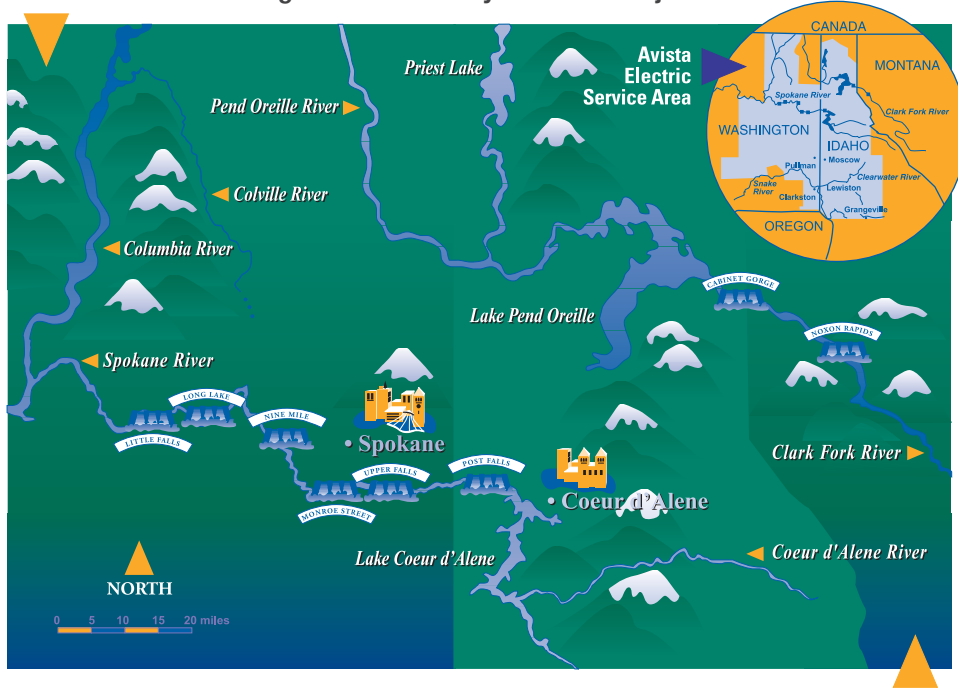 Priest Lake
Pend Oreille River
Colville River
Columbia River
Spokane River
Lake Pend Oreille
CABINET GORGE
NOXON RAPIDS
LONG LAKE
LITTLE FALLS
NINE MILE
• Spokane
UPPER FALLS
POST FALLS
MONROE STREET
• Coeur d'Alene
Clark Fork River
Lake Coeur d'Alene
Coeur d'Alene River
NORTH
0 5 10 15 20 miles
Avista
Electric
Service Area
CANADA
MONTANA
Spokane River
Clark Fork River
WASHINGTON
IDAHO
Pullman
• Moscow
Clearwater River
Snake
River
Lewiston
Clarkston
Grangeville
OREGON